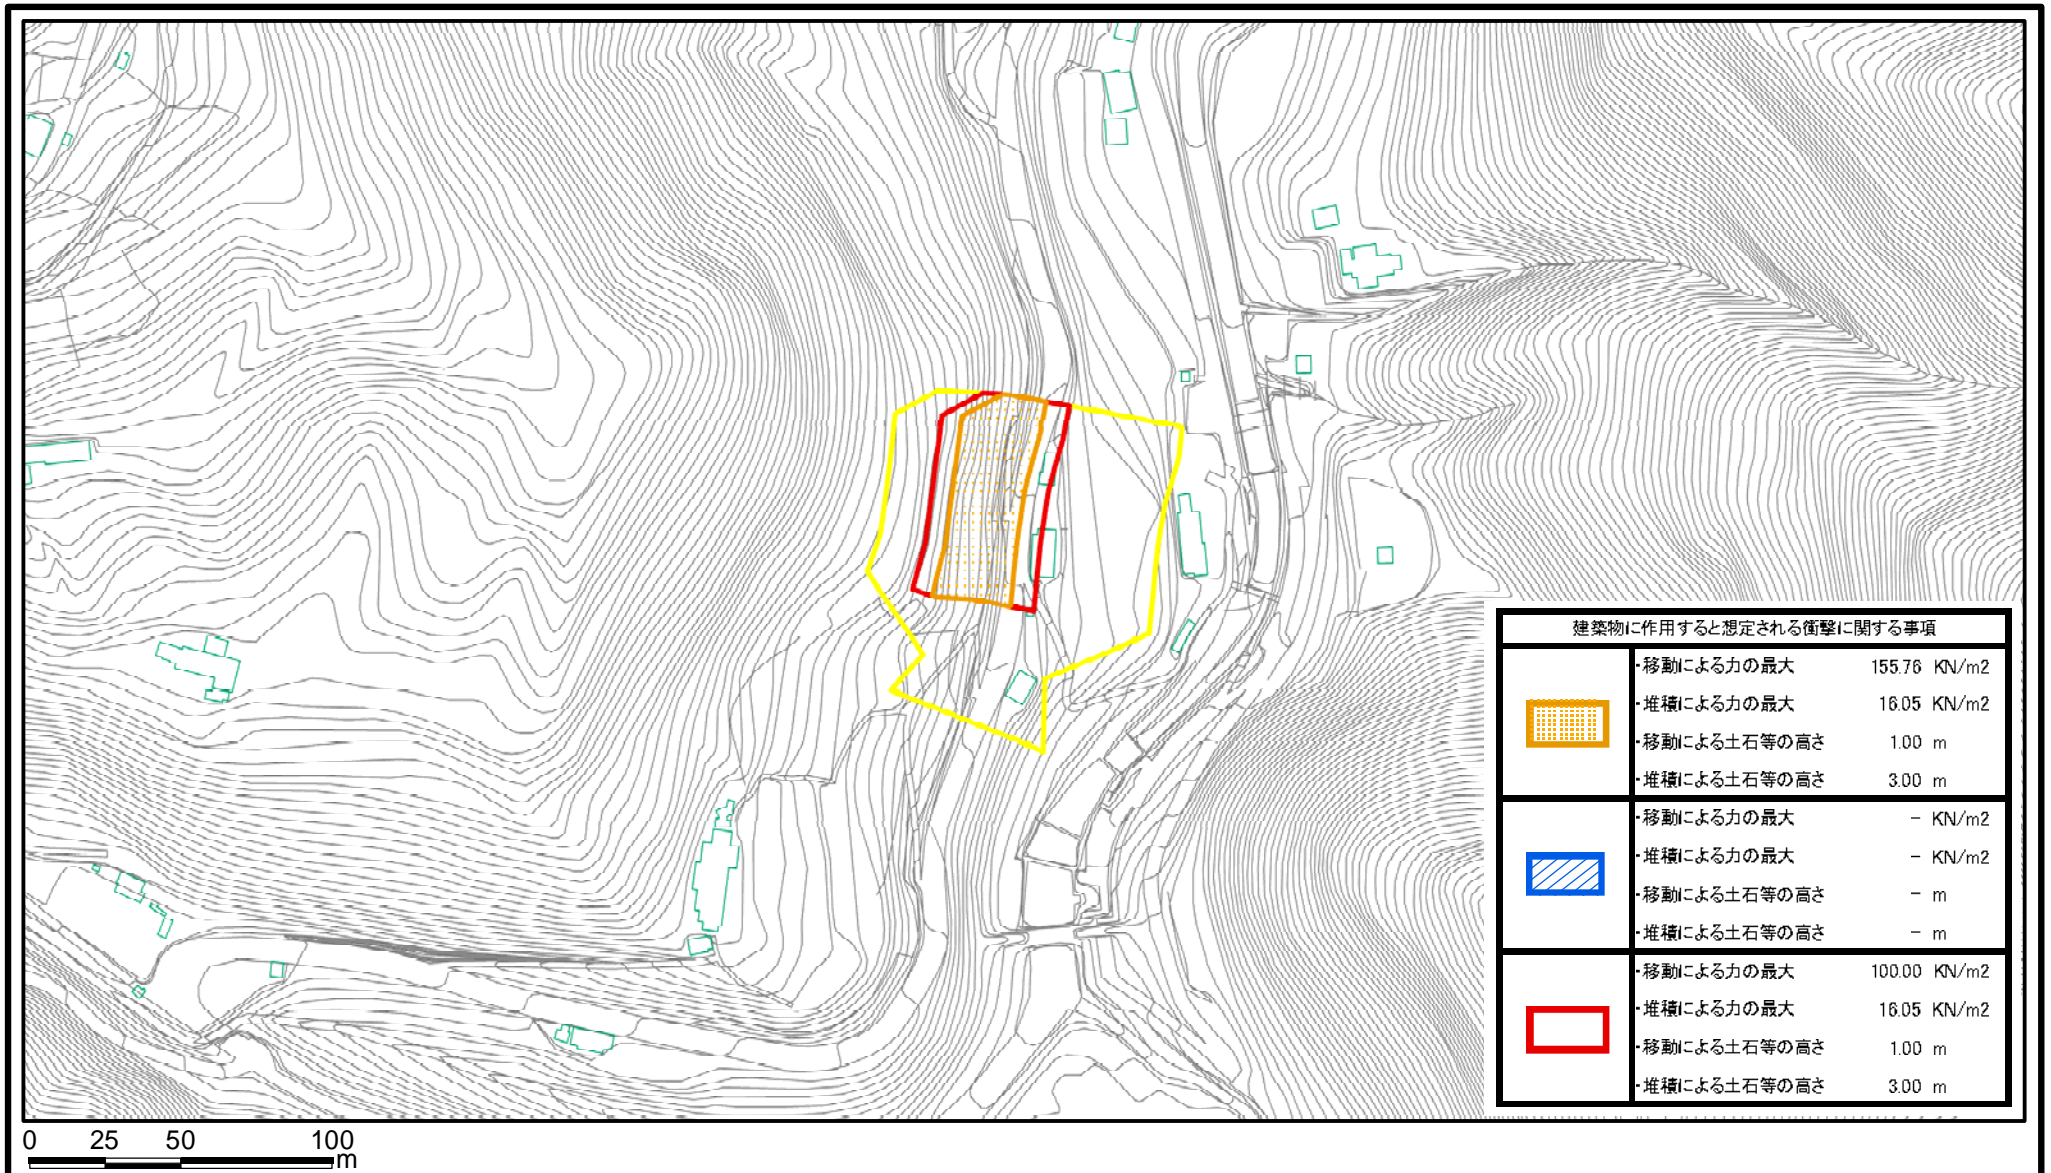 建築物に作用すると想定される衝撃に関する事項
・移動による力の最大 155.76 KN/m2
・堆積による力の最大 16.05 KN/m2
・移動による土石等の高さ 1.00 m
・堆積による土石等の高さ 3.00 m
・移動による力の最大 - KN/m2
・堆積による力の最大 - KN/m2
・移動による土石等の高さ - m
・堆積による土石等の高さ - m
・移動による力の最大 100.00 KN/m2
・堆積による力の最大 16.05 KN/m2
・移動による土石等の高さ 1.00 m
・堆積による土石等の高さ 3.00 m
0 25 50 100
m